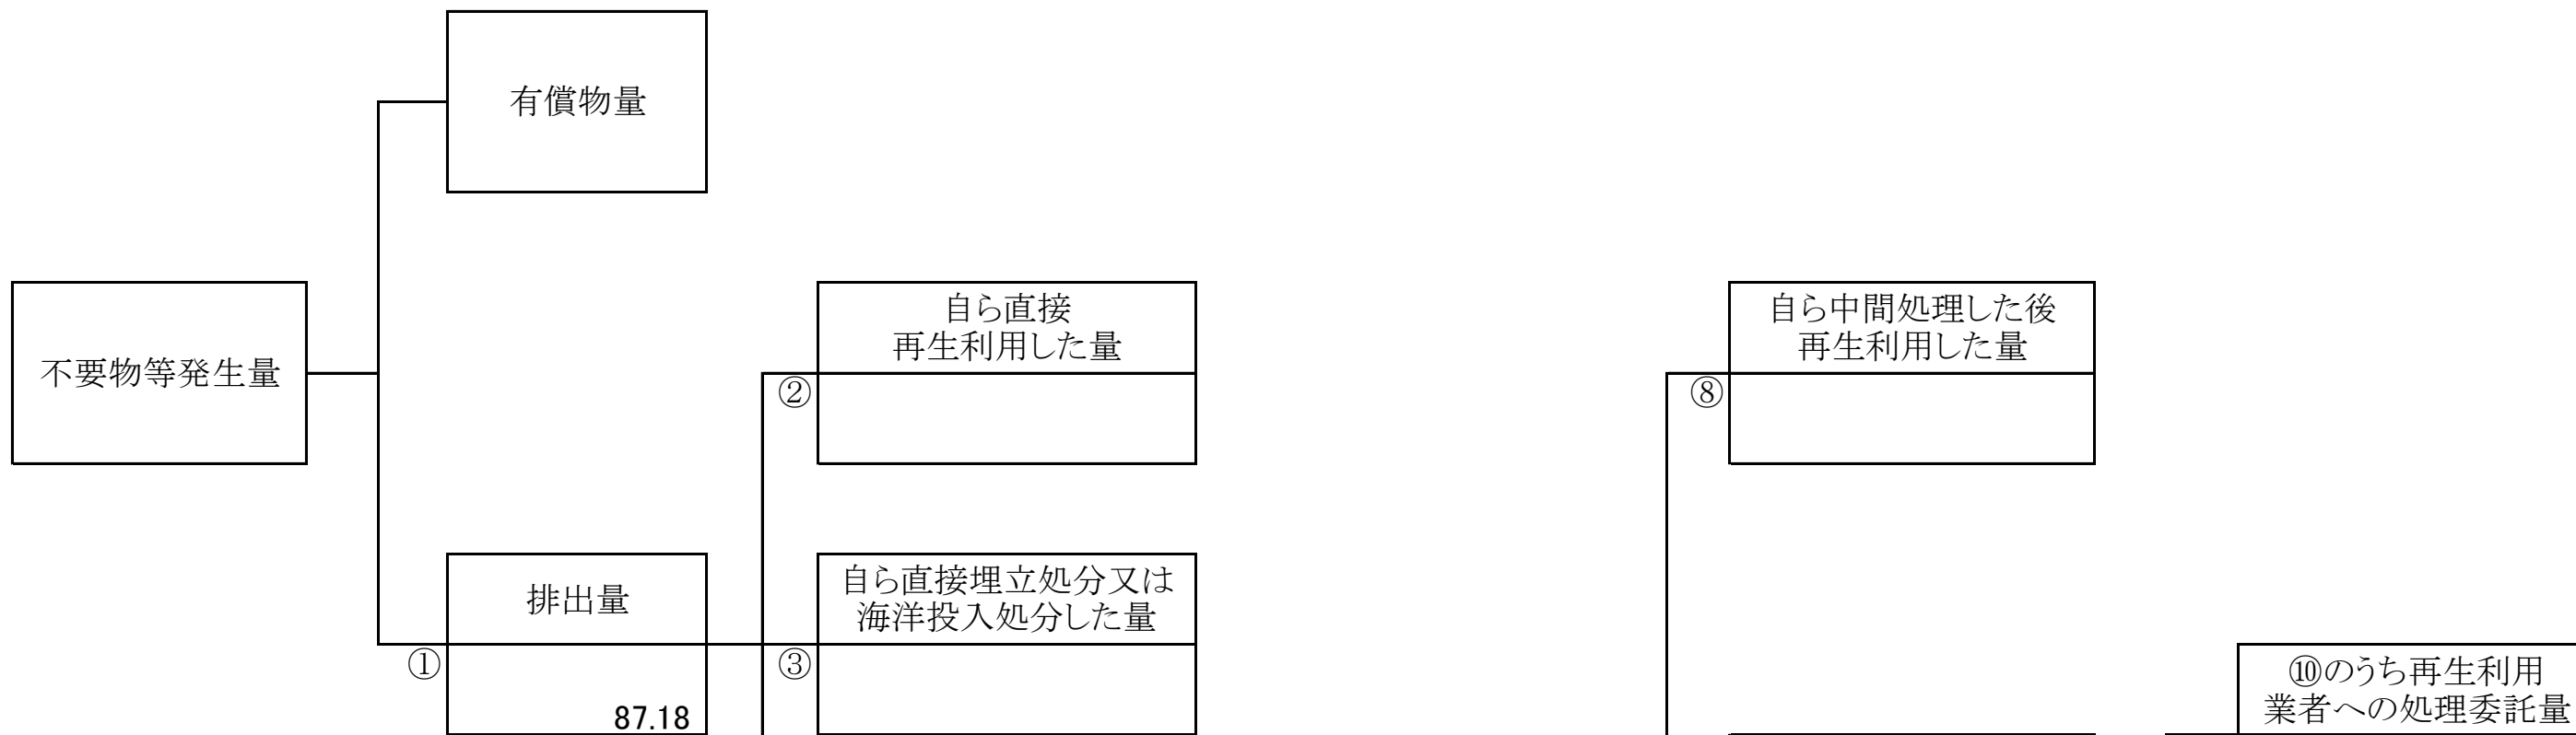 有償物量
不要物等発生量
自ら直接
再生利用した量
②
自ら中間処理した後
再生利用した量
⑧
排出量
①
87.18
自ら直接埋立処分又は
海洋投入処分した量
③
⑩のうち再生利用
業者への処理委託量